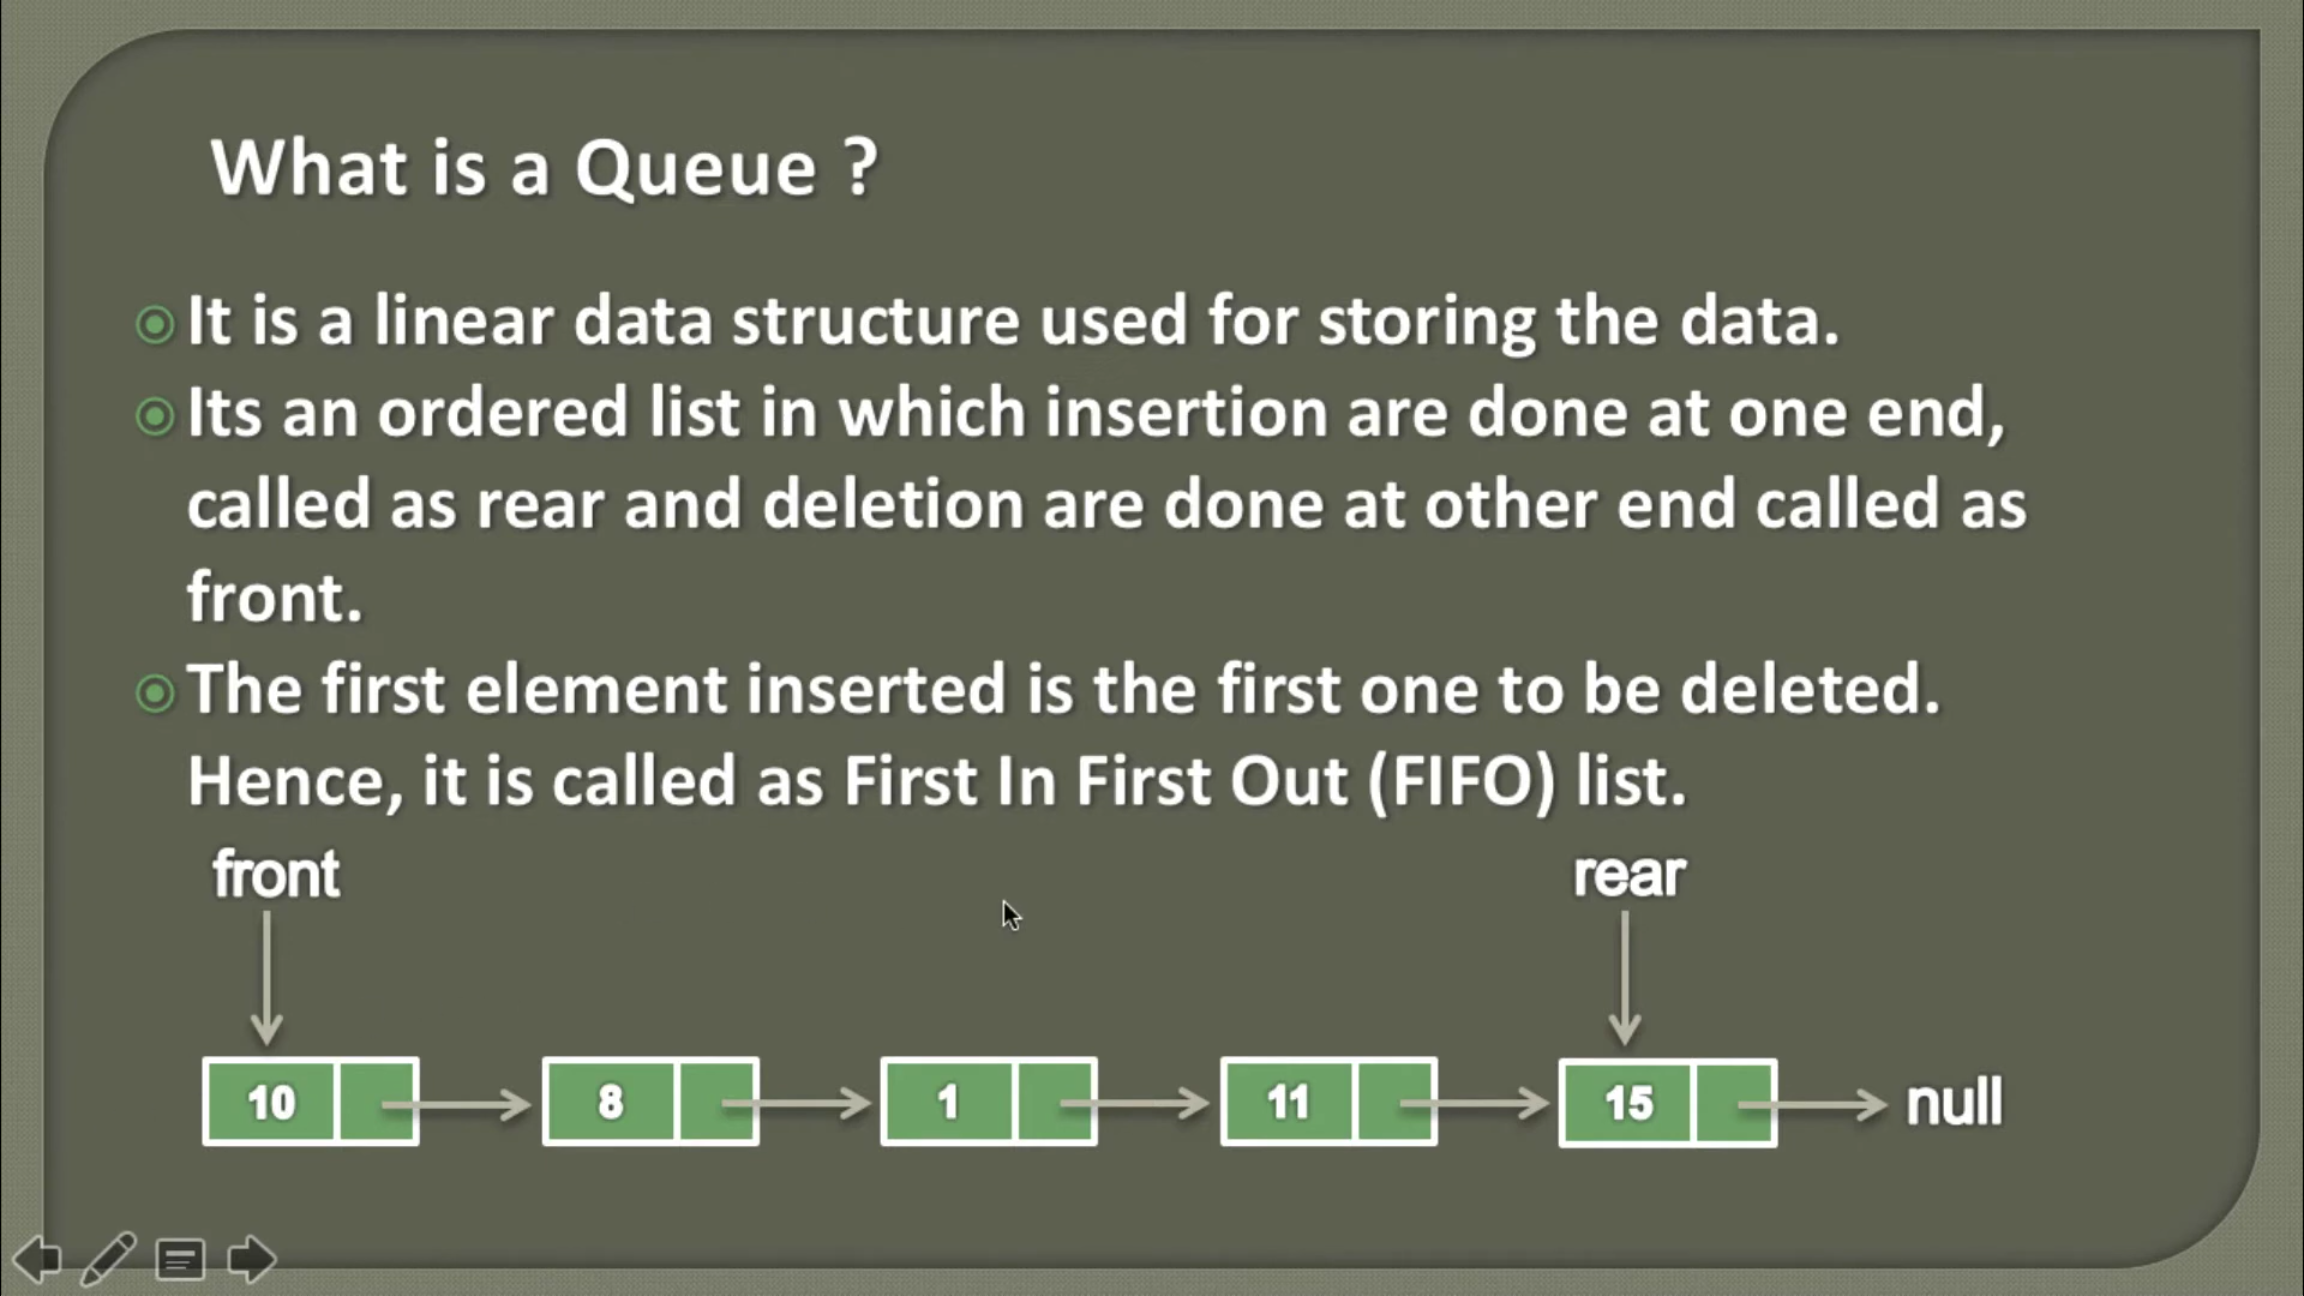 What is a Queue ?
It is a linear data structure used for storing the data.
Its an ordered list in which insertion are done at one end,
called as rear and deletion are done at other end called as
front.
The first element inserted is the first one to be deleted.
Hence, it is called as First In First Out (FIFO) list.
front rear
10 8 1 11 15 null